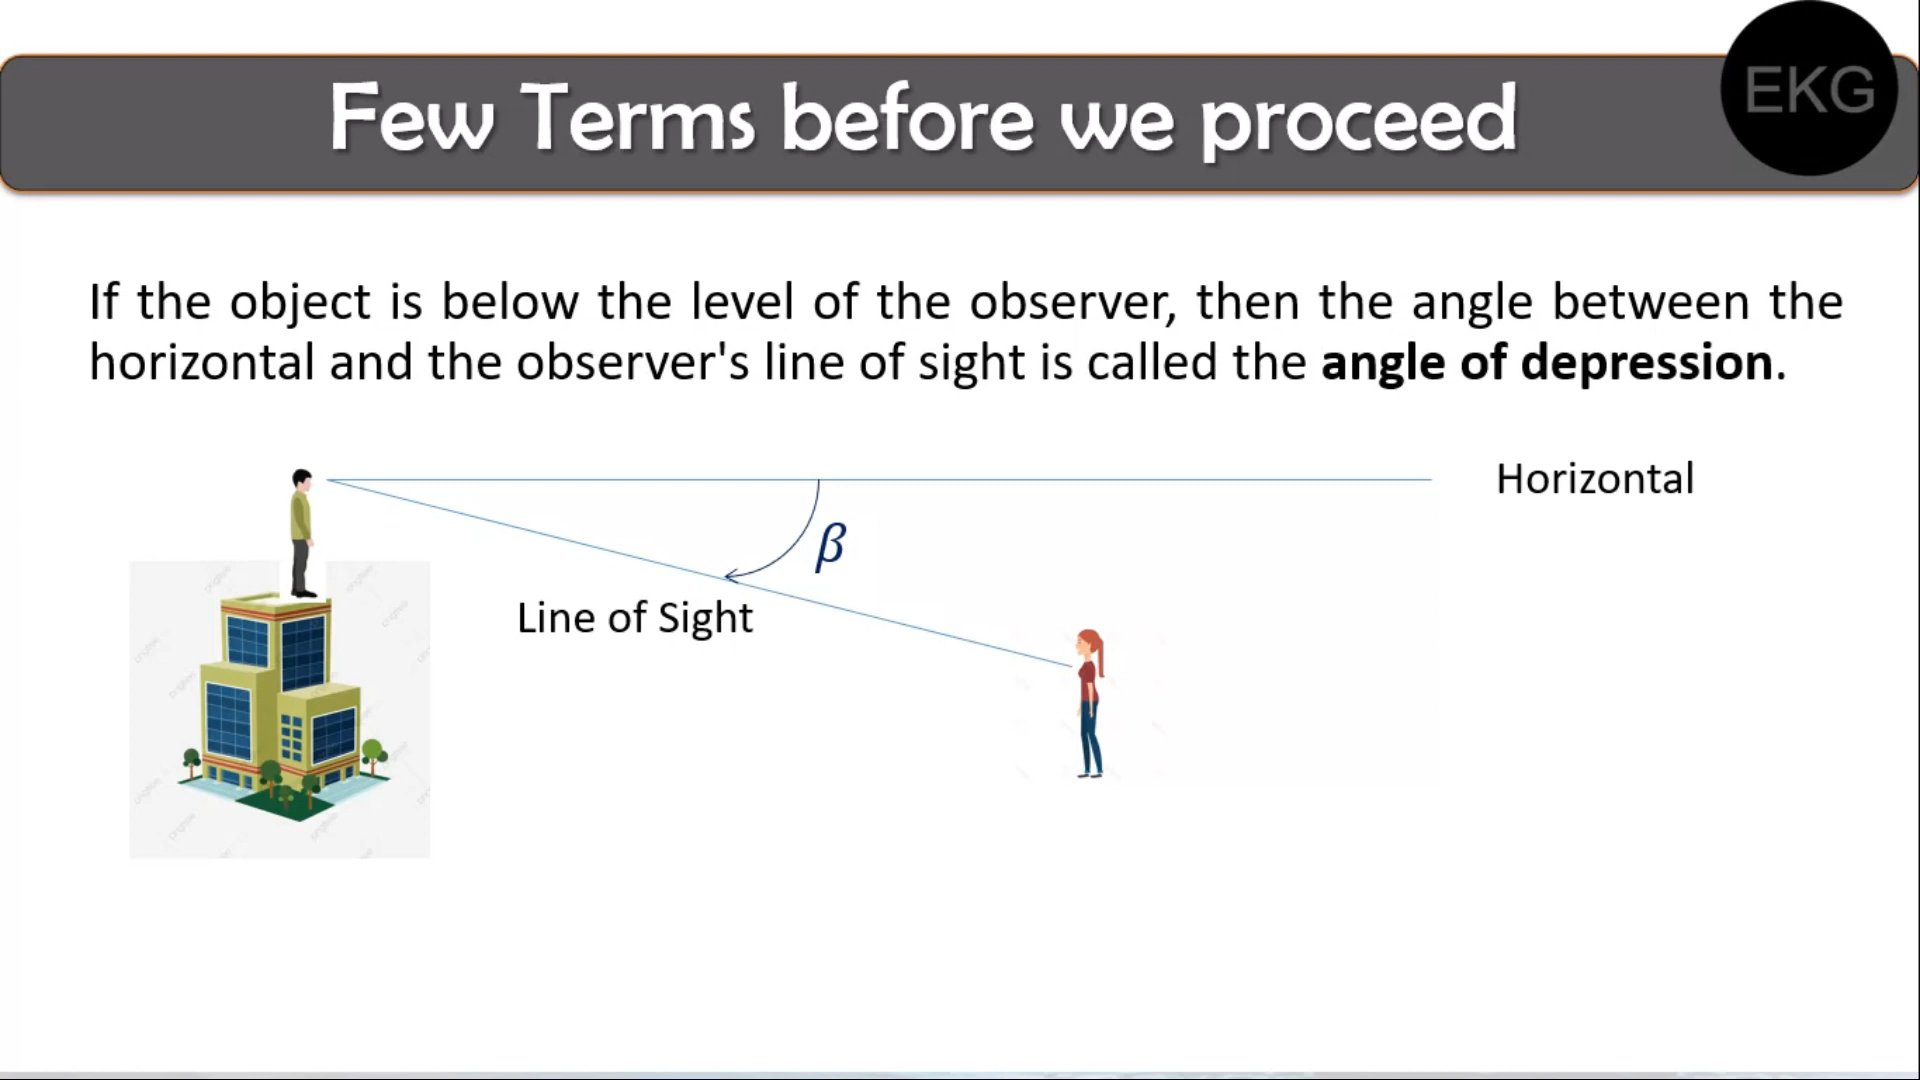 Few Terms before we proceed
EKG
If the object is below the level of the observer, then the angle between the
horizontal and the observer's line of sight is called the angle of depression.
Horizontal
β
Line of Sight